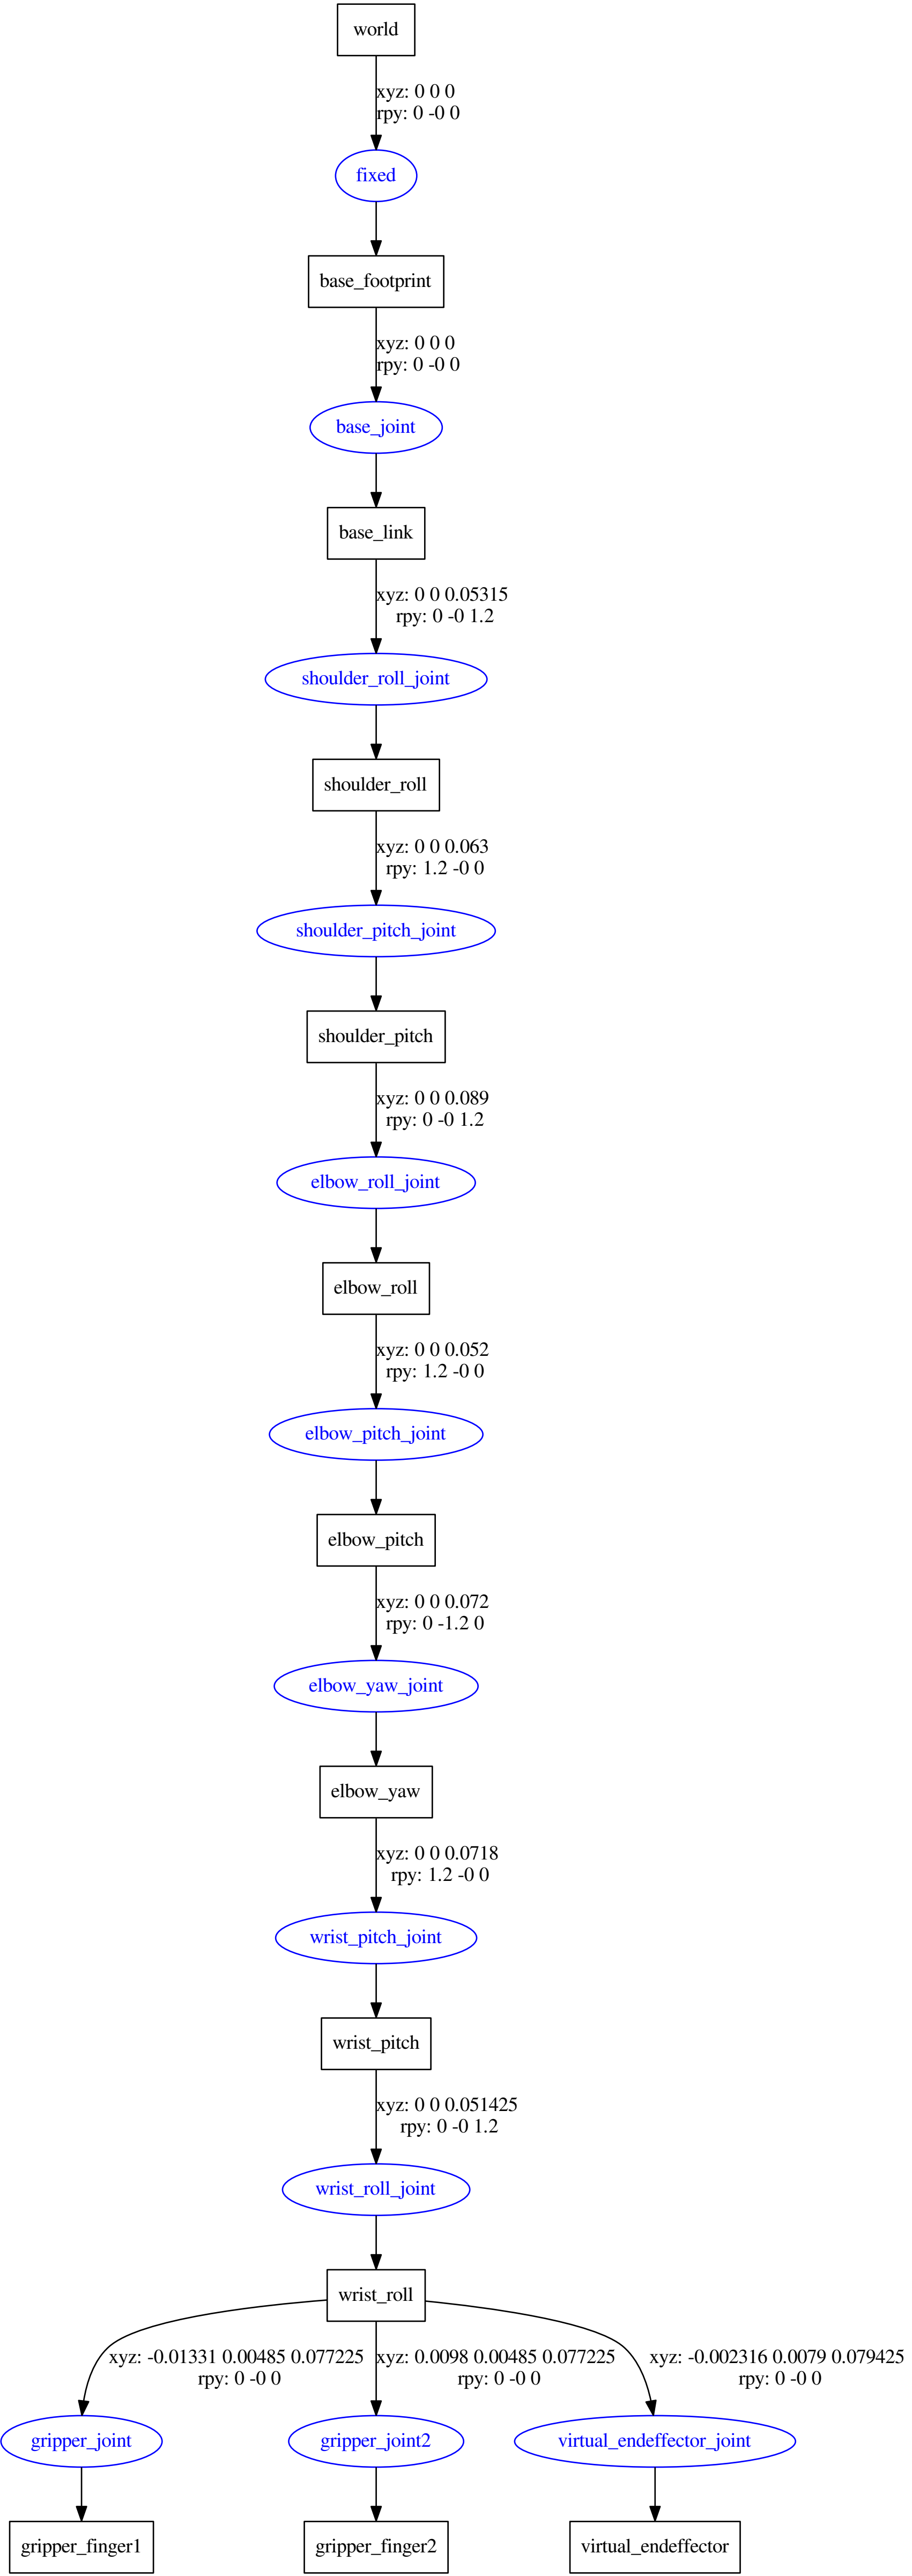 world
xyz: 0 0 0
rpy: 0 -0 0
fixed
base_footprint
xyz: 0 0 0
rpy: 0 -0 0
base_joint
base_link
xyz: 0 0 0.05315
rpy: 0 -0 1.2
shoulder_roll_joint
shoulder_roll
xyz: 0 0 0.063
rpy: 1.2 -0 0
shoulder_pitch_joint
shoulder_pitch
xyz: 0 0 0.089
rpy: 0 -0 1.2
elbow_roll_joint
elbow_roll
xyz: 0 0 0.052
rpy: 1.2 -0 0
elbow_pitch_joint
elbow_pitch
xyz: 0 0 0.072
rpy: 0 -1.2 0
elbow_yaw_joint
elbow_yaw
xyz: 0 0 0.0718
rpy: 1.2 -0 0
wrist_pitch_joint
wrist_pitch
xyz: 0 0 0.051425
rpy: 0 -0 1.2
wrist_roll_joint
wrist_roll
xyz: -0.01331 0.00485 0.077225
rpy: 0 -0 0
xyz: 0.0098 0.00485 0.077225
rpy: 0 -0 0
xyz: -0.002316 0.0079 0.079425
rpy: 0 -0 0
gripper_joint
gripper_joint2
virtual_endeffector_joint
gripper_finger1
gripper_finger2
virtual_endeffector